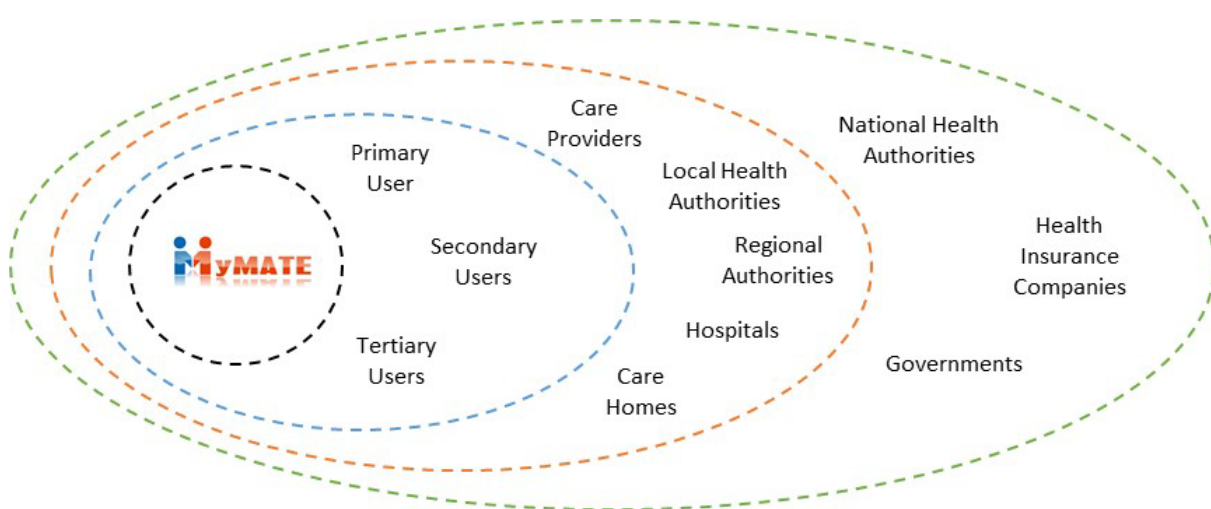 MyMATE
Primary
User
Secondary
Users
Tertiary
Users
Care
Providers
Local Health
Authorities
Regional
Authorities
Hospitals
Care
Homes
National Health
Authorities
Health
Insurance
Companies
Governments